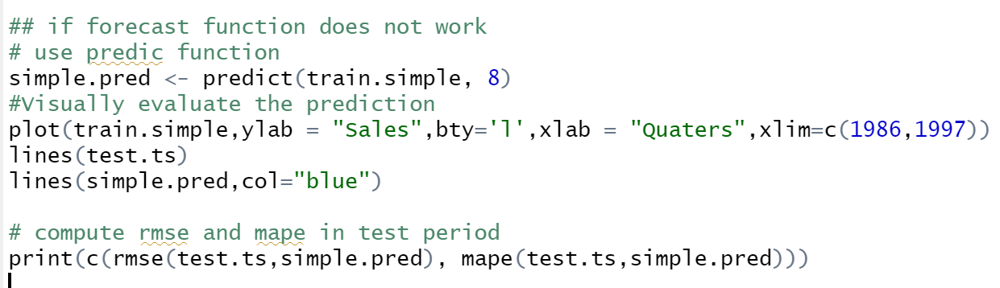 ## if forecast function does not work
# use predic function
simple.pred <- predict(train.simple, 8)
#Visually evaluate the prediction
plot(train.simple,ylab = "Sales",bty='l',xlab = "Quaters",xlim=c(1986,1997))
lines(test.ts)
lines(simple.pred,col="blue")
# compute rmse and mape in test period
print(c(rmse(test.ts,simple.pred), mape(test.ts,simple.pred)))